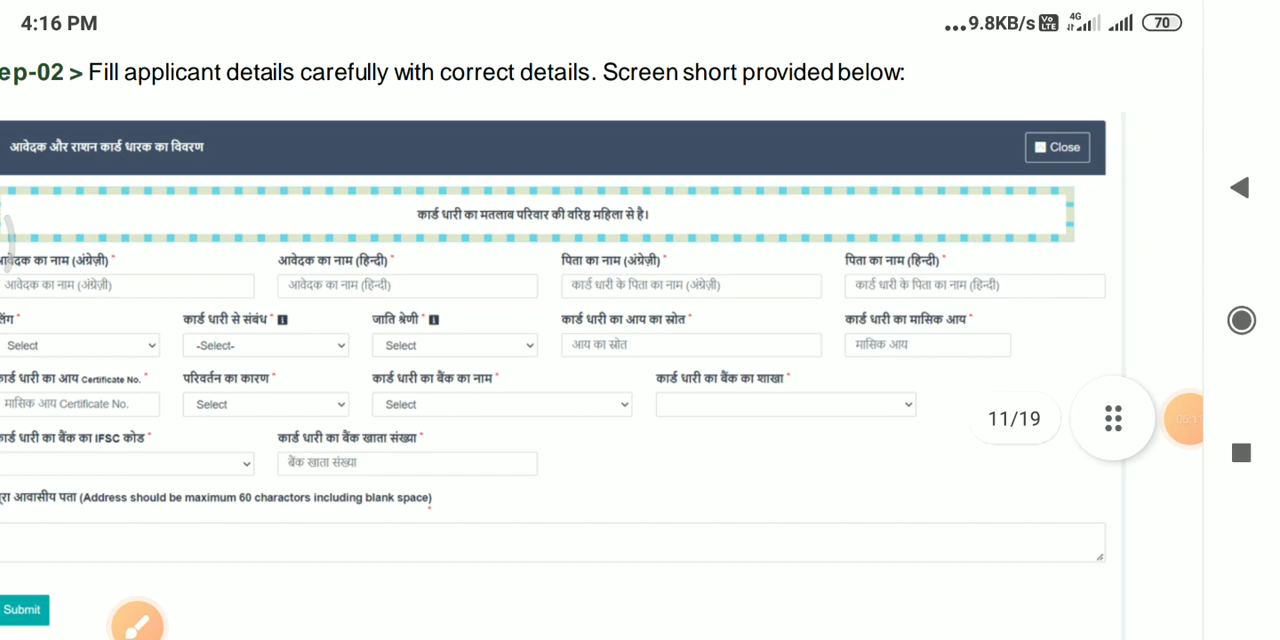 4:16 PM
...9.8KB/s Vo LTE 4G 70
ep-02 > Fill applicant details carefully with correct details. Screen short provided below:
आवेदक और राशन कार्ड धारक का विवरण
Close
कार्ड धारी का मतलाब परिवार की वरिष्ठ महिला से है।
आवेदक का नाम (अंग्रेज़ी) * आवेदक का नाम (हिन्दी) * पिता का नाम (अंग्रेज़ी) * पिता का नाम (हिन्दी) *
आवेदक का नाम (अंग्रेज़ी) आवेदक का नाम (हिन्दी) कार्ड धारी के पिता का नाम (अंग्रेज़ी) कार्ड धारी के पिता का नाम (हिन्दी)
लिंग * कार्ड धारी से संबंध * जाति श्रेणी * कार्ड धारी का आय का स्रोत * कार्ड धारी का मासिक आय *
Select -Select- Select आय का स्रोत मासिक आय
कार्ड धारी का आय Certificate No. * परिवर्तन का कारण * कार्ड धारी का बैंक का नाम * कार्ड धारी का बैंक का शाखा *
मासिक आय Certificate No. Select Select
11/19
कार्ड धारी का बैंक का IFSC कोड * कार्ड धारी का बैंक खाता संख्या *
बैंक खाता संख्या
पूरा आवासीय पता (Address should be maximum 60 charactors including blank space) *
Submit